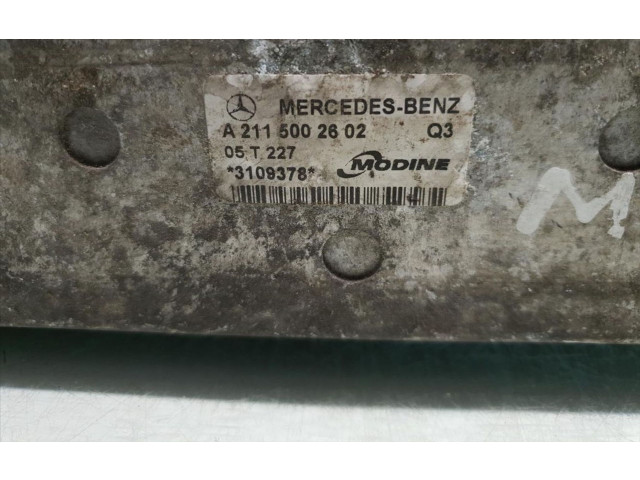 MERCEDES-BENZ
A 211 500 26 02 Q3
05 T 227
*3109378* MODINE
M